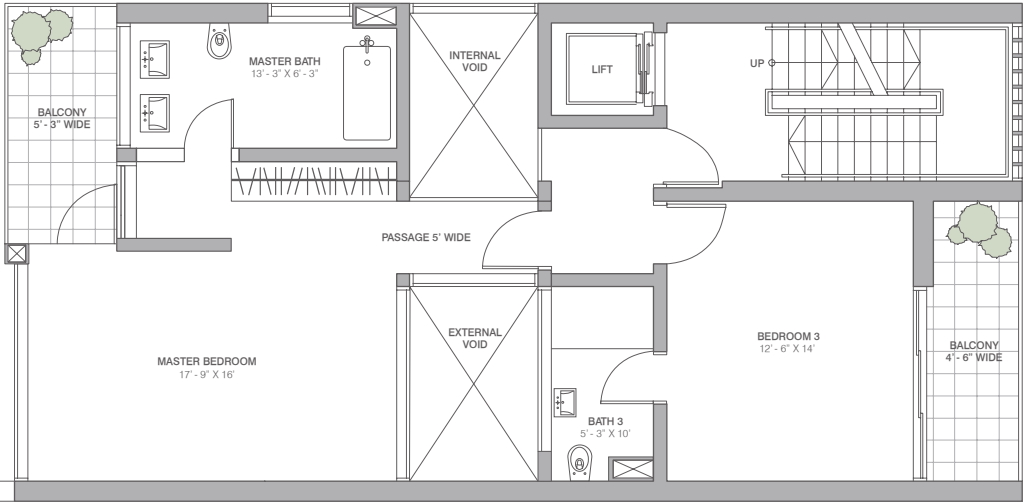 MASTER BATH
13' - 3" X 6' - 3"
INTERNAL
VOID
LIFT
UP
BALCONY
5' - 3" WIDE
PASSAGE 5' WIDE
MASTER BEDROOM
17' - 9" X 16'
EXTERNAL
VOID
BEDROOM 3
12' - 6" X 14'
BALCONY
4' - 6" WIDE
BATH 3
5' - 3" X 10'